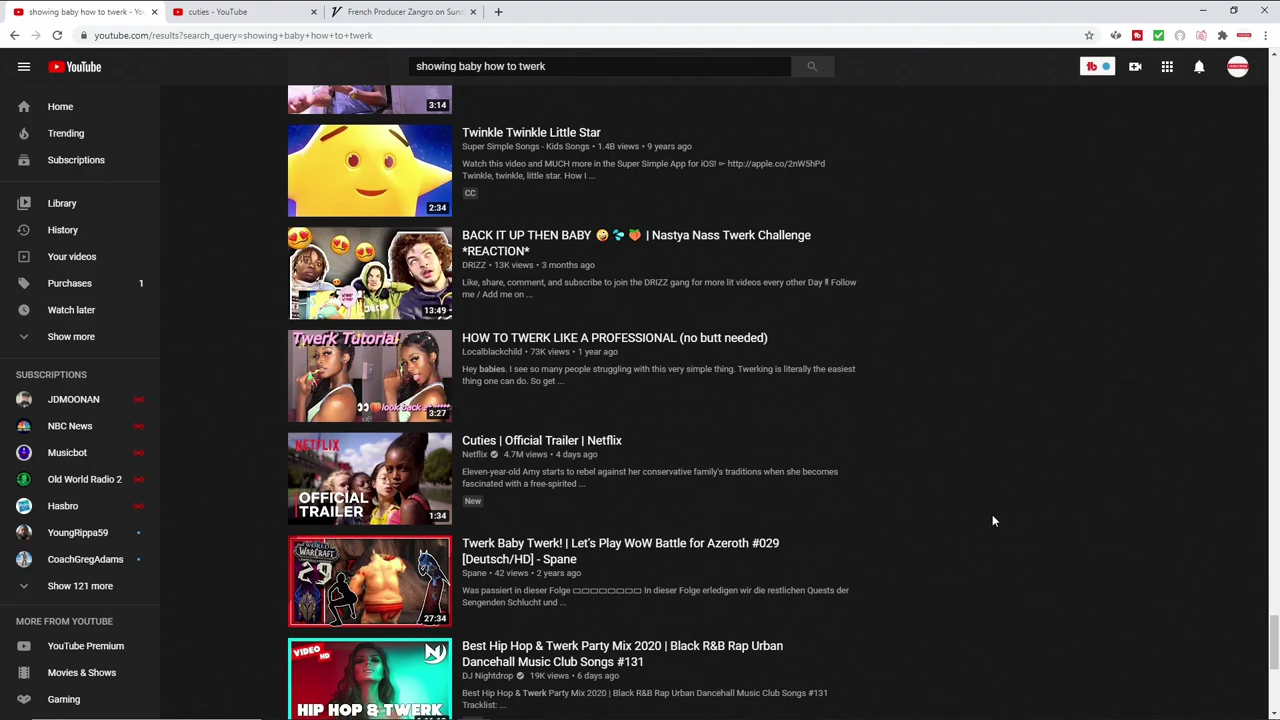 showing baby how to twerk - Yo
cuties - YouTube
French Producer Zangro on Sun
youtube.com/results?search_query=showing+baby+how+to+twerk
YouTube
showing baby how to twerk
Home
Trending
Subscriptions
Library
History
Your videos
Purchases 1
Watch later
Show more
SUBSCRIPTIONS
JDMOONAN
NBC News
Musicbot
Old World Radio 2
Hasbro
YoungRippa59
CoachGregAdams
Show 121 more
MORE FROM YOUTUBE
YouTube Premium
Movies & Shows
Gaming
3:14
2:34
Twinkle Twinkle Little Star
Super Simple Songs - Kids Songs • 1.4B views • 9 years ago
Watch this video and MUCH more in the Super Simple App for iOS! ► http://apple.co/2nW5hPd
Twinkle, twinkle, little star. How I ...
CC
13:49
BACK IT UP THEN BABY 🤪 💦 🍑 | Nastya Nass Twerk Challenge
*REACTION*
DRIZZ • 13K views • 3 months ago
Like, share, comment, and subscribe to join the DRIZZ gang for more lit videos every other Day !! Follow
me / Add me on ...
Twerk Tutorial
look back at
3:27
HOW TO TWERK LIKE A PROFESSIONAL (no butt needed)
Localblackchild • 73K views • 1 year ago
Hey babies. I see so many people struggling with this very simple thing. Twerking is literally the easiest
thing one can do. So get ...
NETFLIX
OFFICIAL
TRAILER
1:34
Cuties | Official Trailer | Netflix
Netflix 4.7M views • 4 days ago
Eleven-year-old Amy starts to rebel against her conservative family's traditions when she becomes
fascinated with a free-spirited ...
New
WORLD
WARCRAFT
29
27:34
Twerk Baby Twerk! | Let's Play WoW Battle for Azeroth #029
[Deutsch/HD] - Spane
Spane • 42 views • 2 years ago
Was passiert in dieser Folge ▭▭▭▭▭▭▭▭ In dieser Folge erledigen wir die restlichen Quests der
Sengenden Schlucht und ...
VIDEO HD
HIP HOP & TWERK
Best Hip Hop & Twerk Party Mix 2020 | Black R&B Rap Urban
Dancehall Music Club Songs #131
DJ Nightdrop 19K views • 6 days ago
Best Hip Hop & Twerk Party Mix 2020 | Black R&B Rap Urban Dancehall Music Club Songs #131
Tracklist: ...